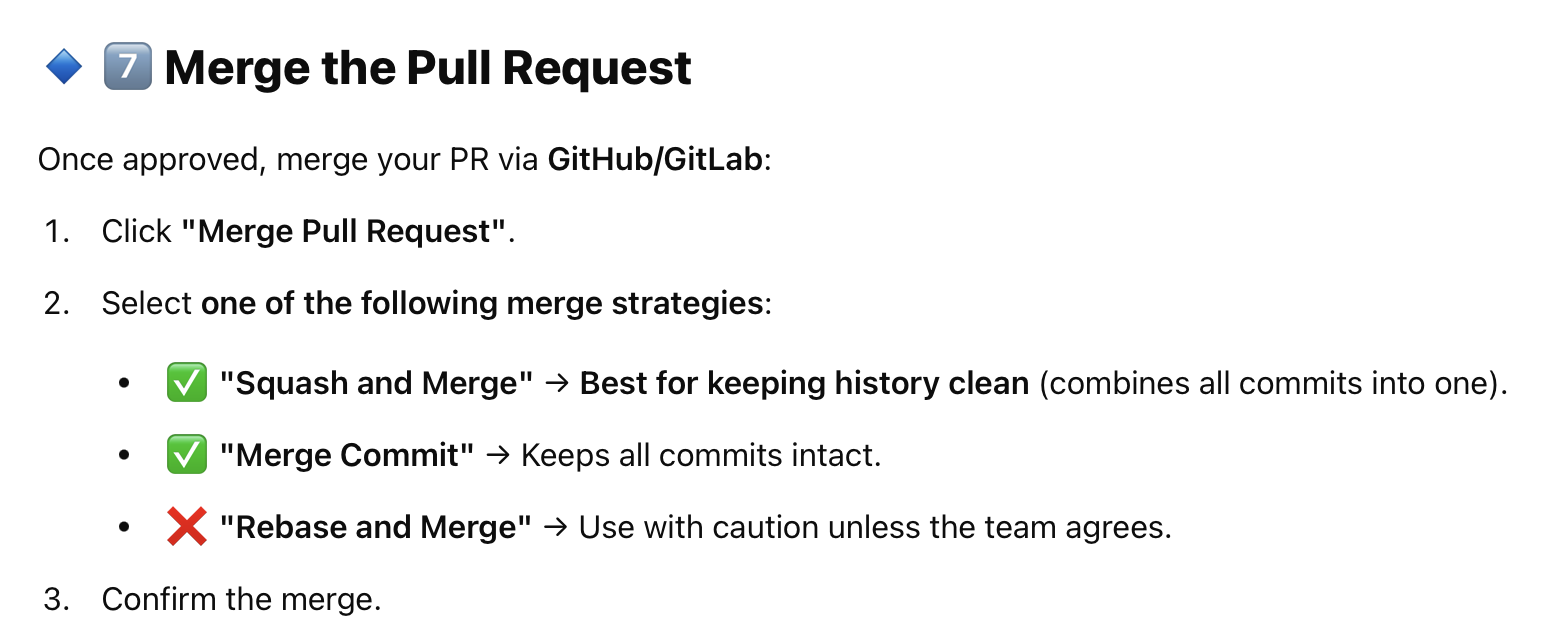 🔷 7️⃣ Merge the Pull Request
Once approved, merge your PR via GitHub/GitLab:
1. Click "Merge Pull Request".
2. Select one of the following merge strategies:
• ✅ "Squash and Merge" → Best for keeping history clean (combines all commits into one).
• ✅ "Merge Commit" → Keeps all commits intact.
• ❌ "Rebase and Merge" → Use with caution unless the team agrees.
3. Confirm the merge.